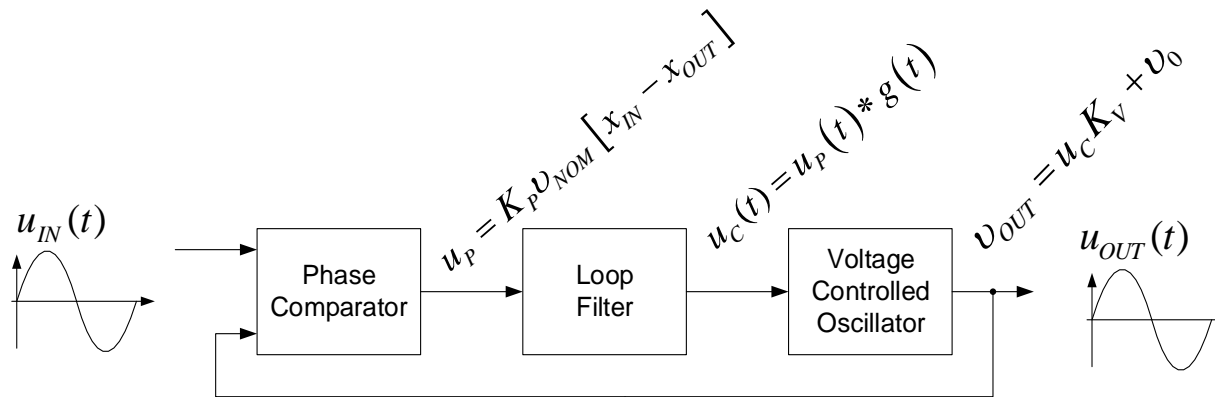 u_P = K_P υ_NOM [x_IN − x_OUT]
u_C(t) = u_P(t) * g(t)
υ_OUT = u_C K_V + υ_0
u_IN(t)
Phase
Comparator
Loop
Filter
Voltage
Controlled
Oscillator
u_OUT(t)